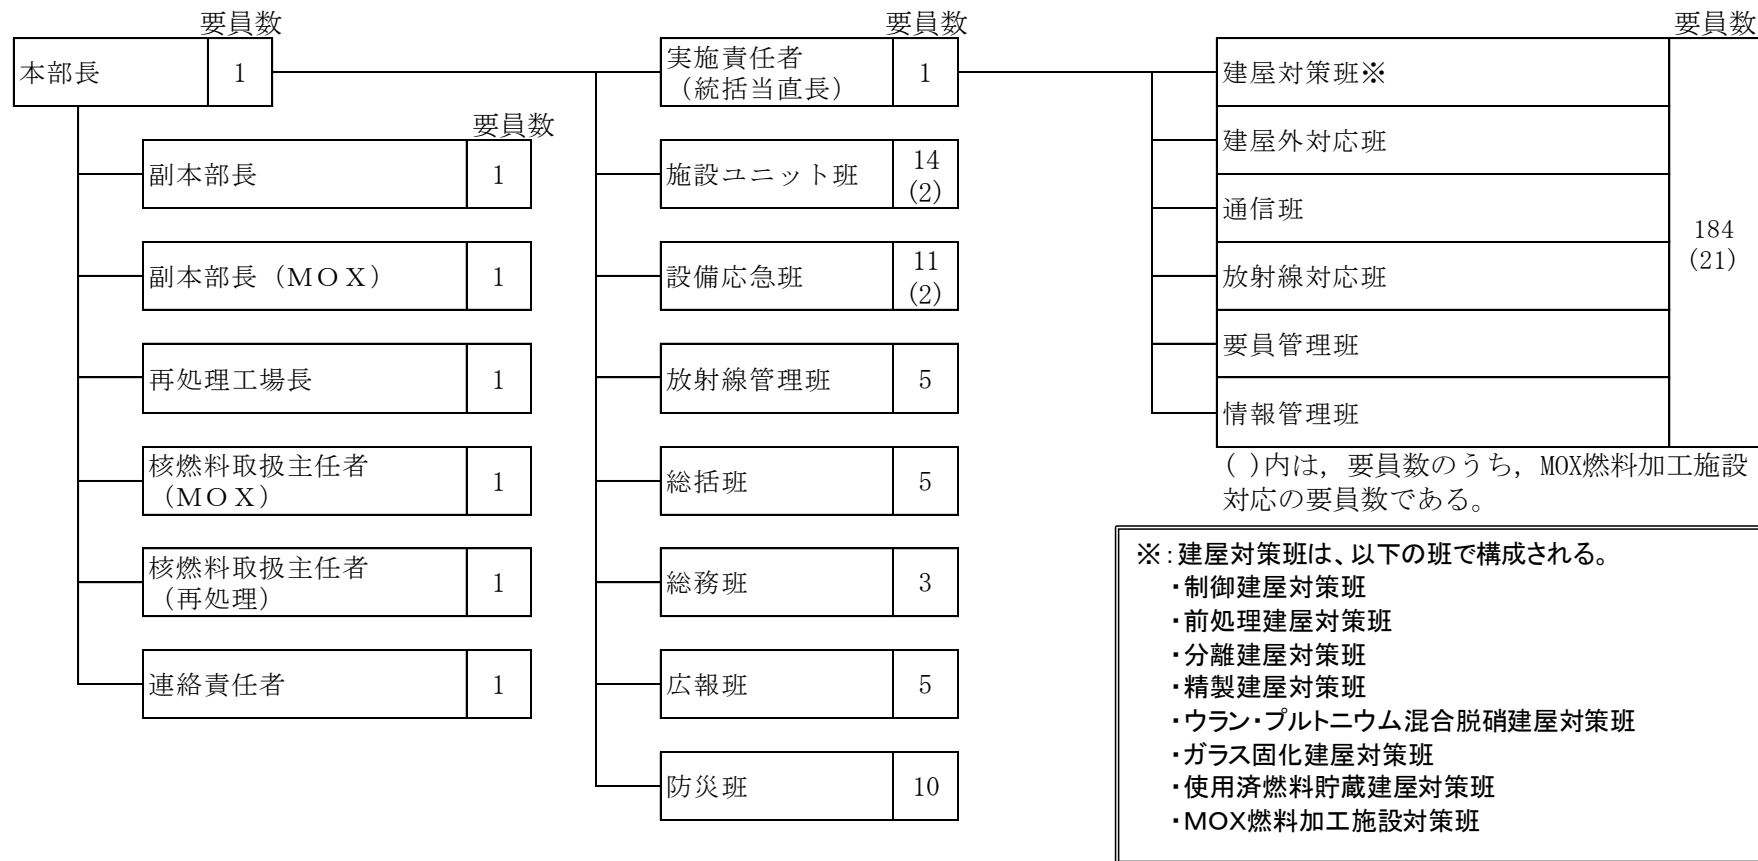 要員数
本部長
1
要員数
副本部長
1
副本部長（ＭＯＸ）
1
再処理工場長
1
核燃料取扱主任者
（ＭＯＸ）
1
核燃料取扱主任者
（再処理）
1
連絡責任者
1
要員数
実施責任者
（統括当直長）
1
施設ユニット班
14
(2)
設備応急班
11
(2)
放射線管理班
5
総括班
5
総務班
3
広報班
5
防災班
10
要員数
建屋対策班※
建屋外対応班
通信班
放射線対応班
要員管理班
情報管理班
184
(21)
( )内は，要員数のうち，MOX燃料加工施設
対応の要員数である。
※：建屋対策班は、以下の班で構成される。
・制御建屋対策班
・前処理建屋対策班
・分離建屋対策班
・精製建屋対策班
・ウラン・プルトニウム混合脱硝建屋対策班
・ガラス固化建屋対策班
・使用済燃料貯蔵建屋対策班
・ＭＯＸ燃料加工施設対策班